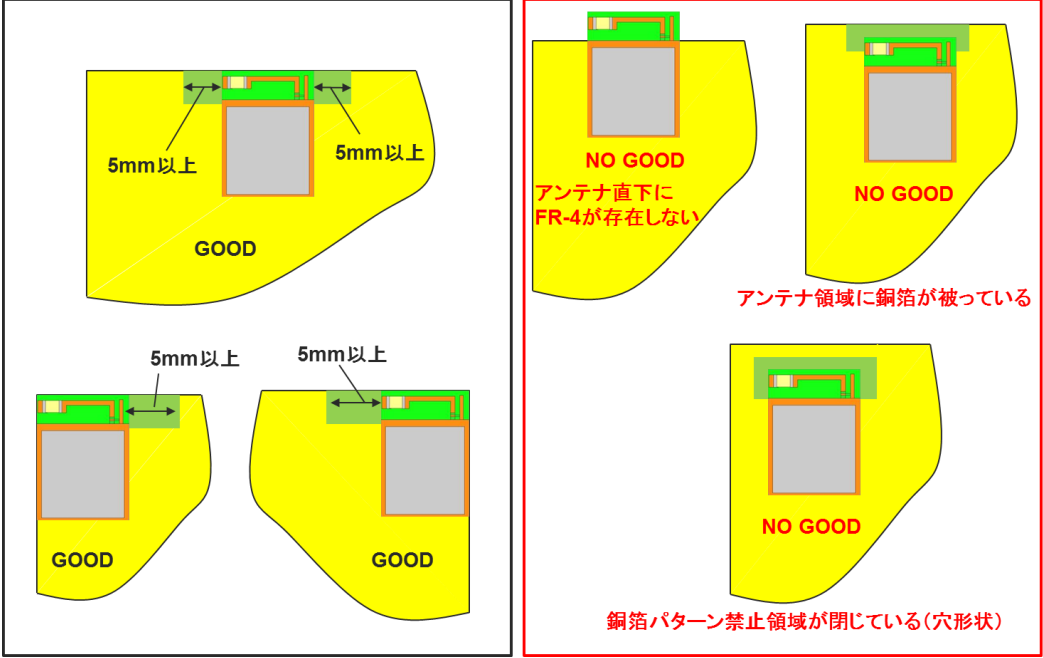 5mm以上
5mm以上
GOOD
5mm以上
5mm以上
GOOD
GOOD
NO GOOD
アンテナ直下に
FR-4が存在しない
NO GOOD
アンテナ領域に銅箔が被っている
NO GOOD
銅箔パターン禁止領域が閉じている(穴形状)